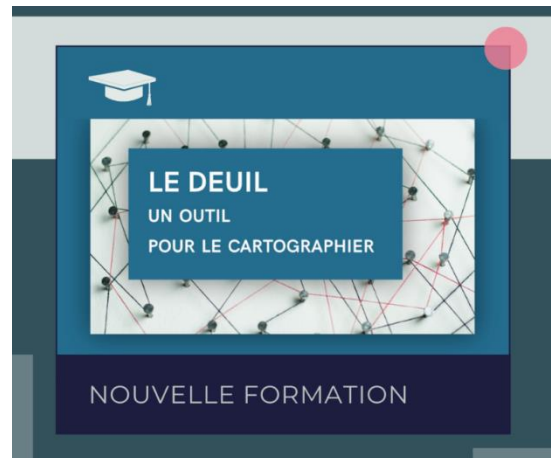 LE DEUIL
UN OUTIL
POUR LE CARTOGRAPHIER
NOUVELLE FORMATION